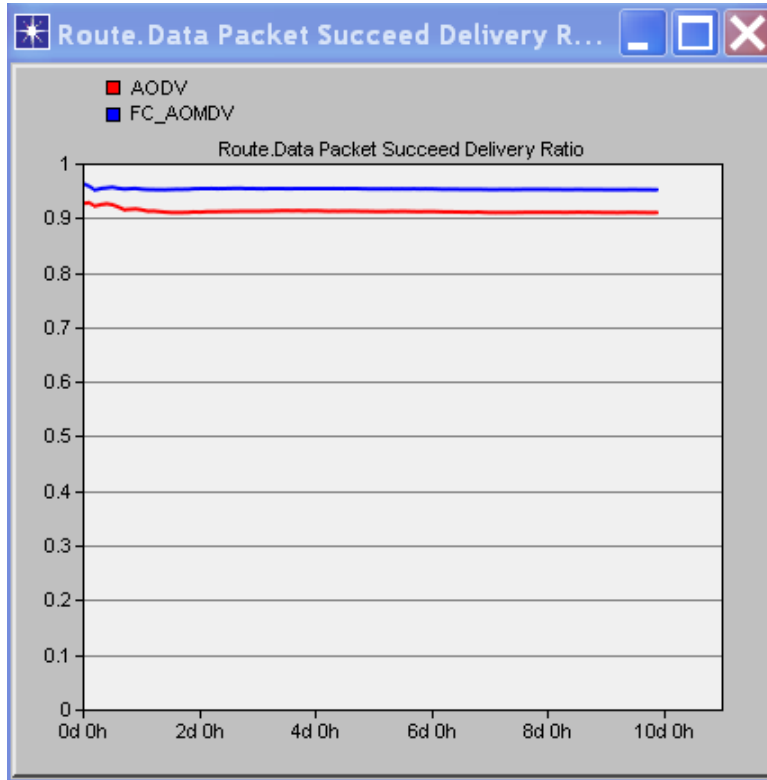 Route.Data Packet Succeed Delivery R...
AODV
FC_AOMDV
Route.Data Packet Succeed Delivery Ratio
1
0.9
0.8
0.7
0.6
0.5
0.4
0.3
0.2
0.1
0
0d 0h 2d 0h 4d 0h 6d 0h 8d 0h 10d 0h